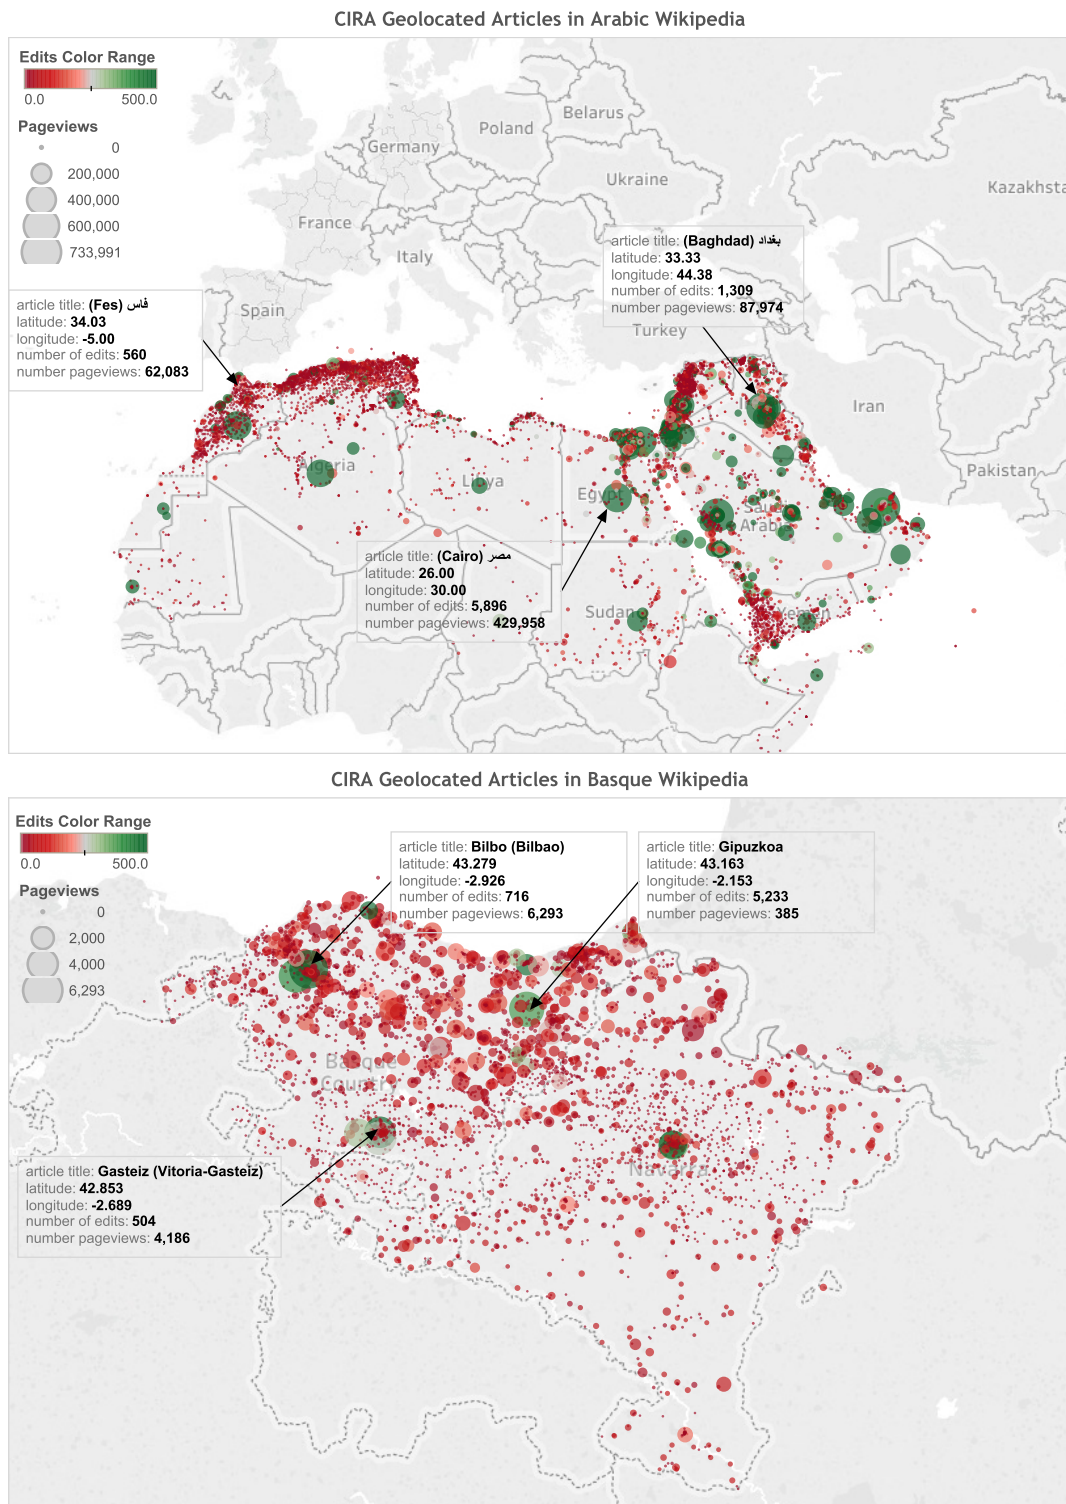 CIRA Geolocated Articles in Arabic Wikipedia
Edits Color Range
0.0 500.0
Pageviews
0
200,000
400,000
600,000
733,991
Belarus
Poland
Germany
Ukraine
Kazakhsta
France
Italy
Spain
Turkey
article title: (Baghdad) بغداد
latitude: 33.33
longitude: 44.38
number of edits: 1,309
number pageviews: 87,974
article title: (Fes) فاس
latitude: 34.03
longitude: -5.00
number of edits: 560
number pageviews: 62,083
Iran
Pakistan
Algeria
Libya
Egypt
Saudi
Arabia
article title: (Cairo) مصر
latitude: 26.00
longitude: 30.00
number of edits: 5,896
number pageviews: 429,958
Sudan
Yemen
CIRA Geolocated Articles in Basque Wikipedia
Edits Color Range
0.0 500.0
Pageviews
0
2,000
4,000
6,293
article title: Bilbo (Bilbao)
latitude: 43.279
longitude: -2.926
number of edits: 716
number pageviews: 6,293
article title: Gipuzkoa
latitude: 43.163
longitude: -2.153
number of edits: 5,233
number pageviews: 385
Basque
Country
Navarra
article title: Gasteiz (Vitoria-Gasteiz)
latitude: 42.853
longitude: -2.689
number of edits: 504
number pageviews: 4,186